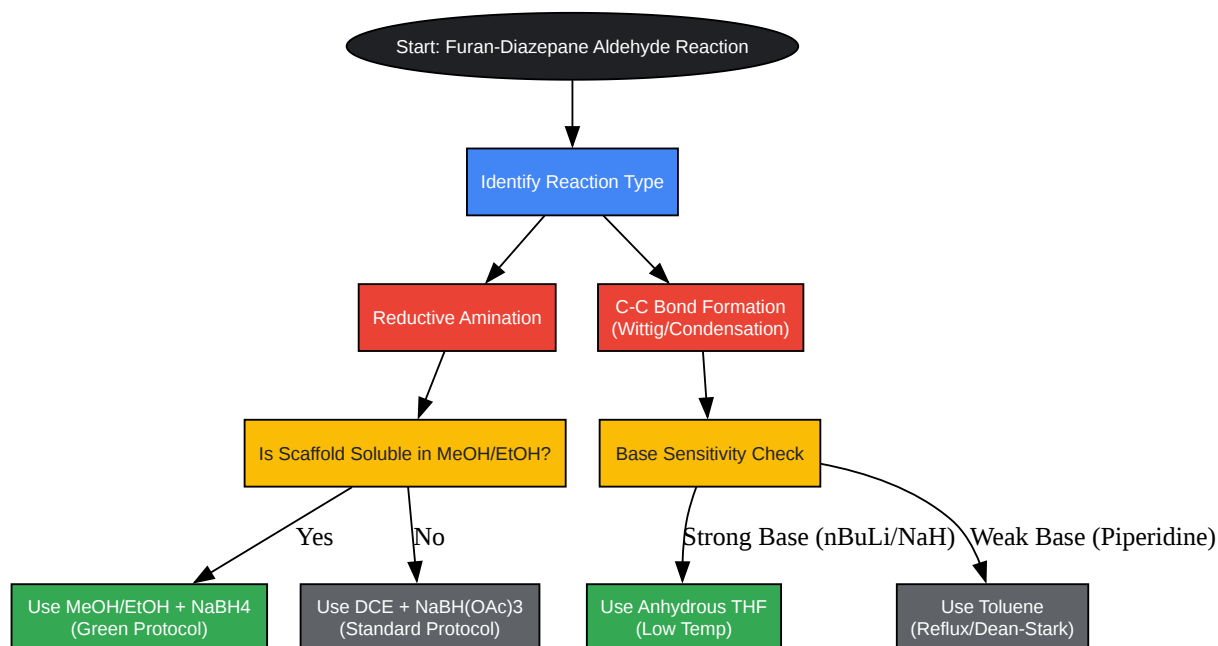 Start: Furan-Diazepane Aldehyde Reaction
Identify Reaction Type
Reductive Amination
C-C Bond Formation
(Wittig/Condensation)
Is Scaffold Soluble in MeOH/EtOH?
Base Sensitivity Check
Yes
No
Strong Base (nBuLi/NaH)
Weak Base (Piperidine)
Use MeOH/EtOH + NaBH4
(Green Protocol)
Use DCE + NaBH(OAc)3
(Standard Protocol)
Use Anhydrous THF
(Low Temp)
Use Toluene
(Reflux/Dean-Stark)